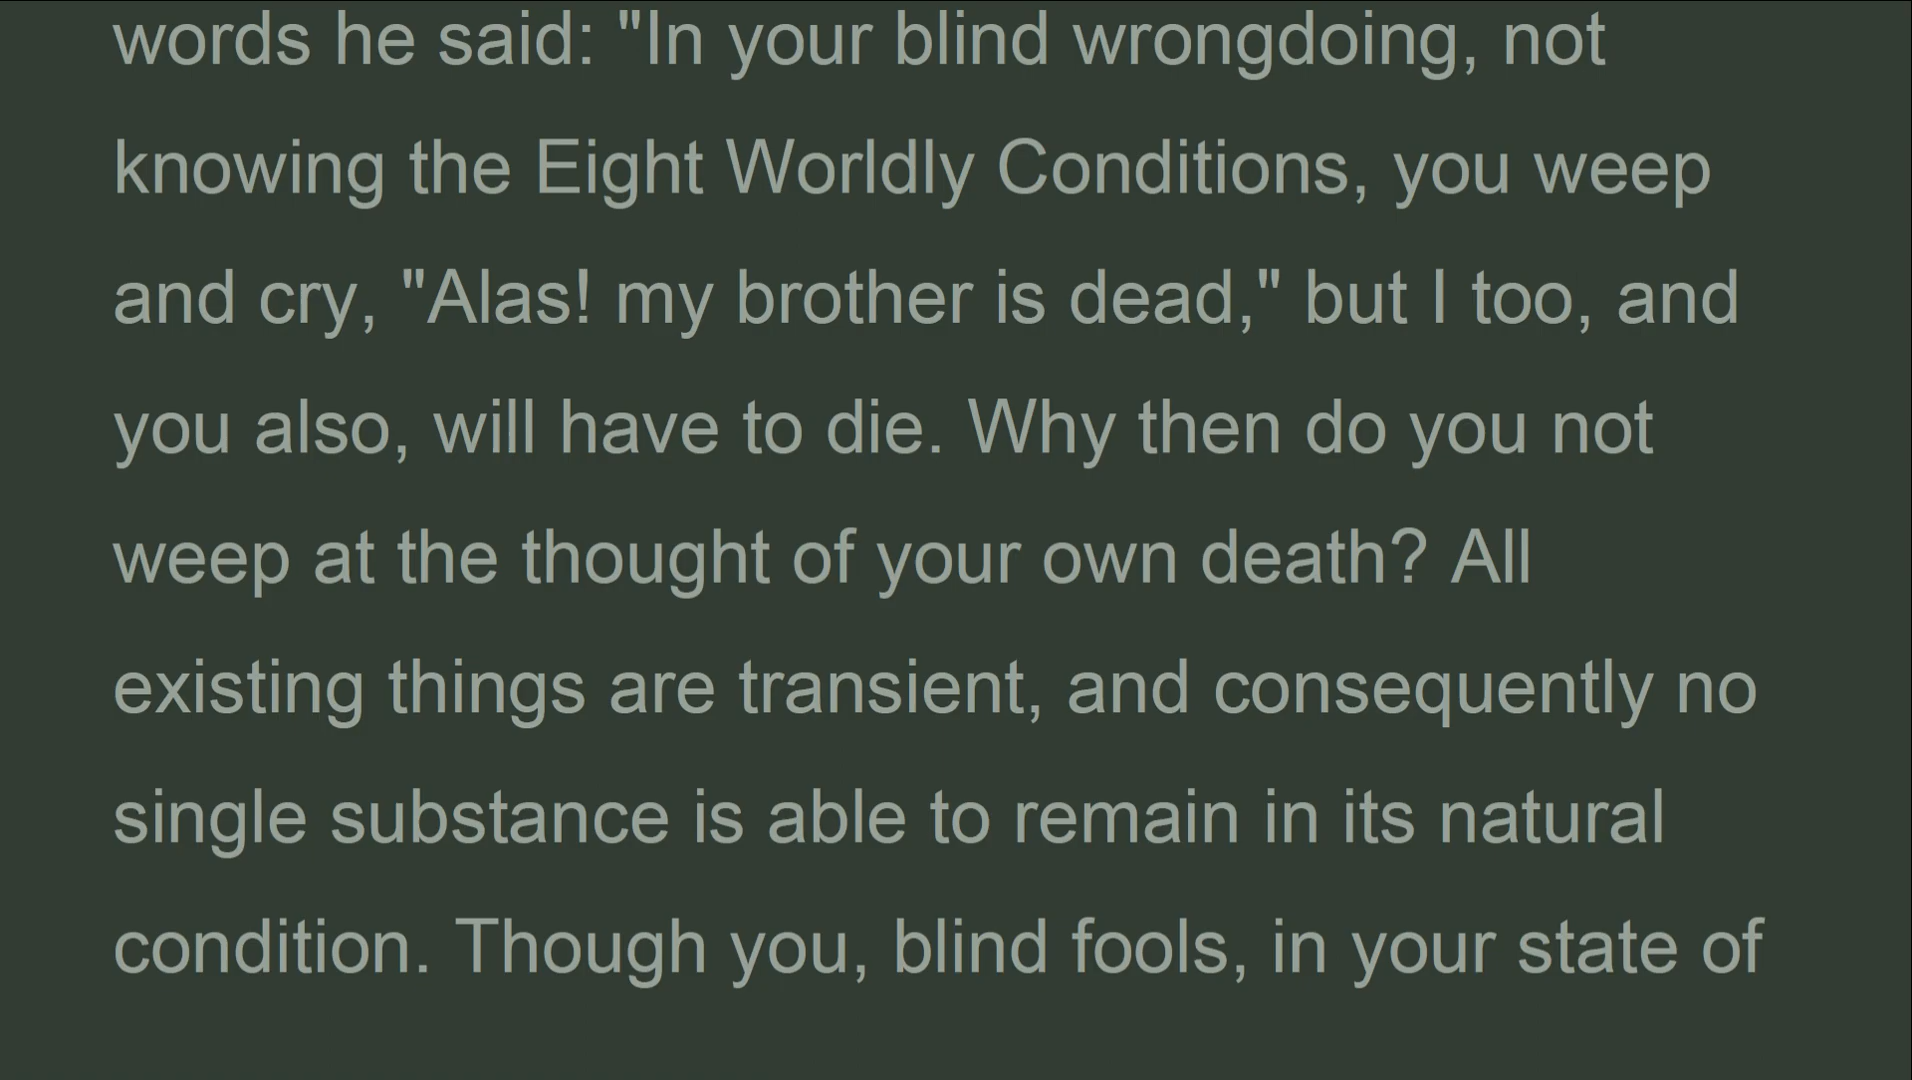 words he said: "In your blind wrongdoing, not
knowing the Eight Worldly Conditions, you weep
and cry, "Alas! my brother is dead," but I too, and
you also, will have to die. Why then do you not
weep at the thought of your own death? All
existing things are transient, and consequently no
single substance is able to remain in its natural
condition. Though you, blind fools, in your state of